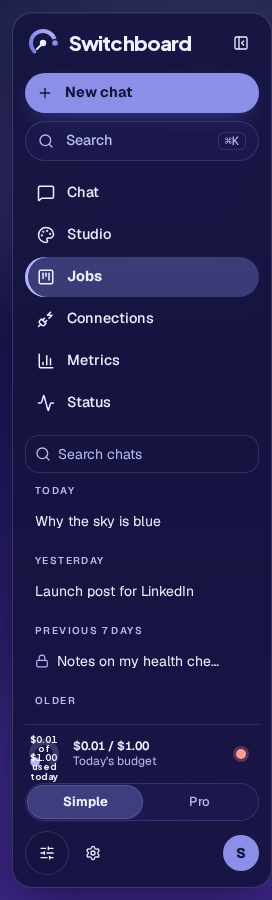 Switchboard
New chat
Search ⌘K
Chat
Studio
Jobs
Connections
Metrics
Status
Search chats
TODAY
Why the sky is blue
YESTERDAY
Launch post for LinkedIn
PREVIOUS 7 DAYS
Notes on my health che...
OLDER
$0.01
of
$1.00
used
today
$0.01 / $1.00
Today's budget
Simple Pro
S